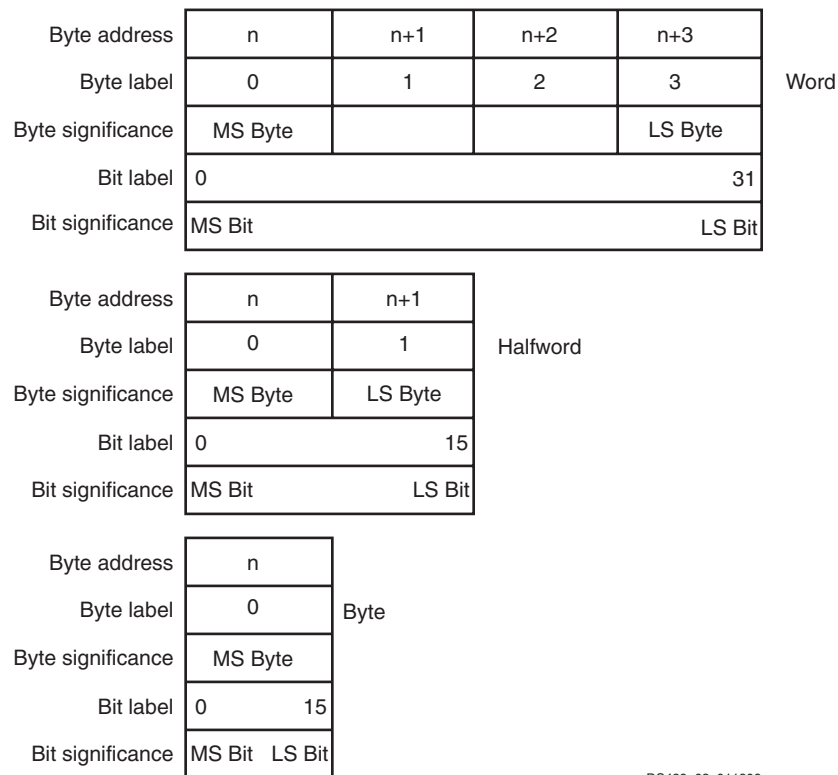 Byte address n n+1 n+2 n+3
Byte label 0 1 2 3 Word
Byte significance MS Byte LS Byte
Bit label 0 31
Bit significance MS Bit LS Bit
Byte address n n+1
Byte label 0 1 Halfword
Byte significance MS Byte LS Byte
Bit label 0 15
Bit significance MS Bit LS Bit
Byte address n
Byte label 0 Byte
Byte significance MS Byte
Bit label 0 15
Bit significance MS Bit LS Bit